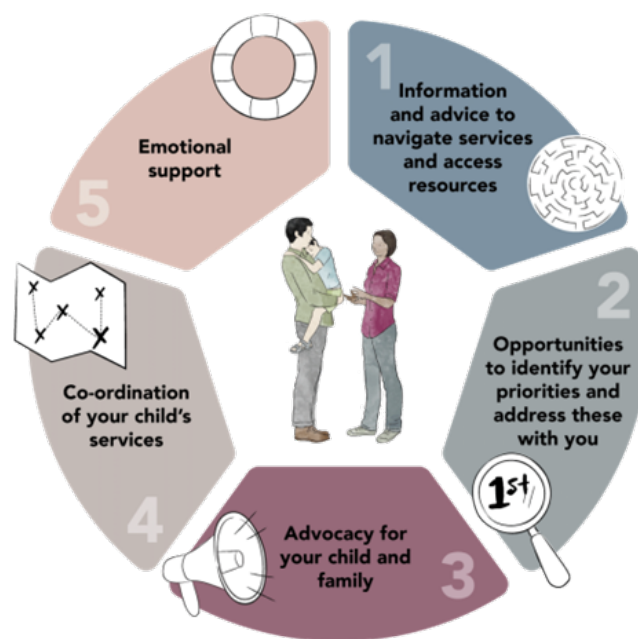 1
Information
and advice to
navigate services
and access
resources
2
Opportunities
to identify your
priorities and
address these
with you
1st
3
Advocacy for
your child and
family
4
Co-ordination
of your child's
services
5
Emotional
support